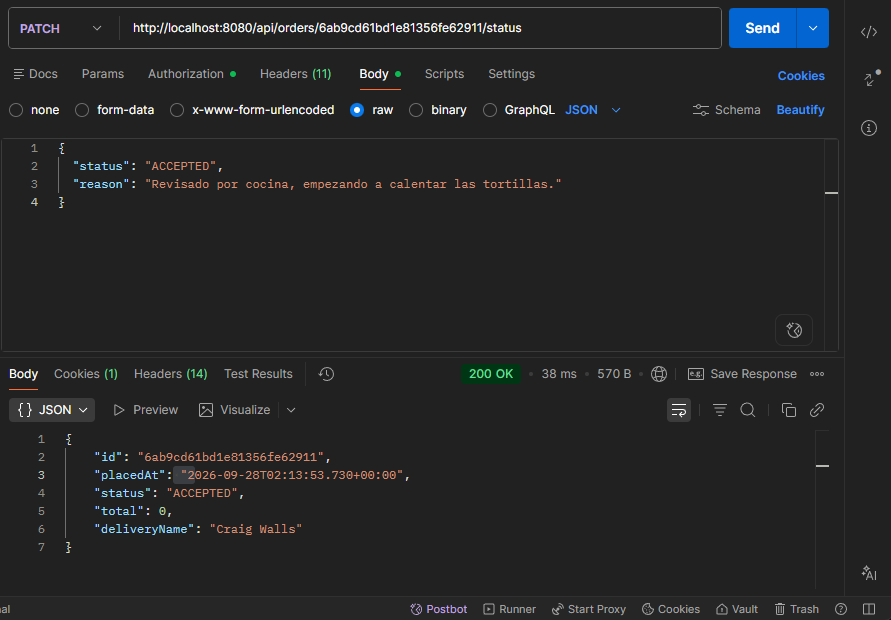 PATCH http://localhost:8080/api/orders/6ab9cd61bd1e81356fe62911/status Send
Docs Params Authorization Headers (11) Body Scripts Settings Cookies
none form-data x-www-form-urlencoded raw binary GraphQL JSON Schema Beautify
1 {
2 "status": "ACCEPTED",
3 "reason": "Revisado por cocina, empezando a calentar las tortillas."
4 }
Body Cookies (1) Headers (14) Test Results 200 OK • 38 ms • 570 B • e.g. Save Response
{} JSON Preview Visualize
1 {
2 "id": "6ab9cd61bd1e81356fe62911",
3 "placedAt": "2026-09-28T02:13:53.730+00:00",
4 "status": "ACCEPTED",
5 "total": 0,
6 "deliveryName": "Craig Walls"
7 }
AI
nal Postbot Runner Start Proxy Cookies Vault Trash